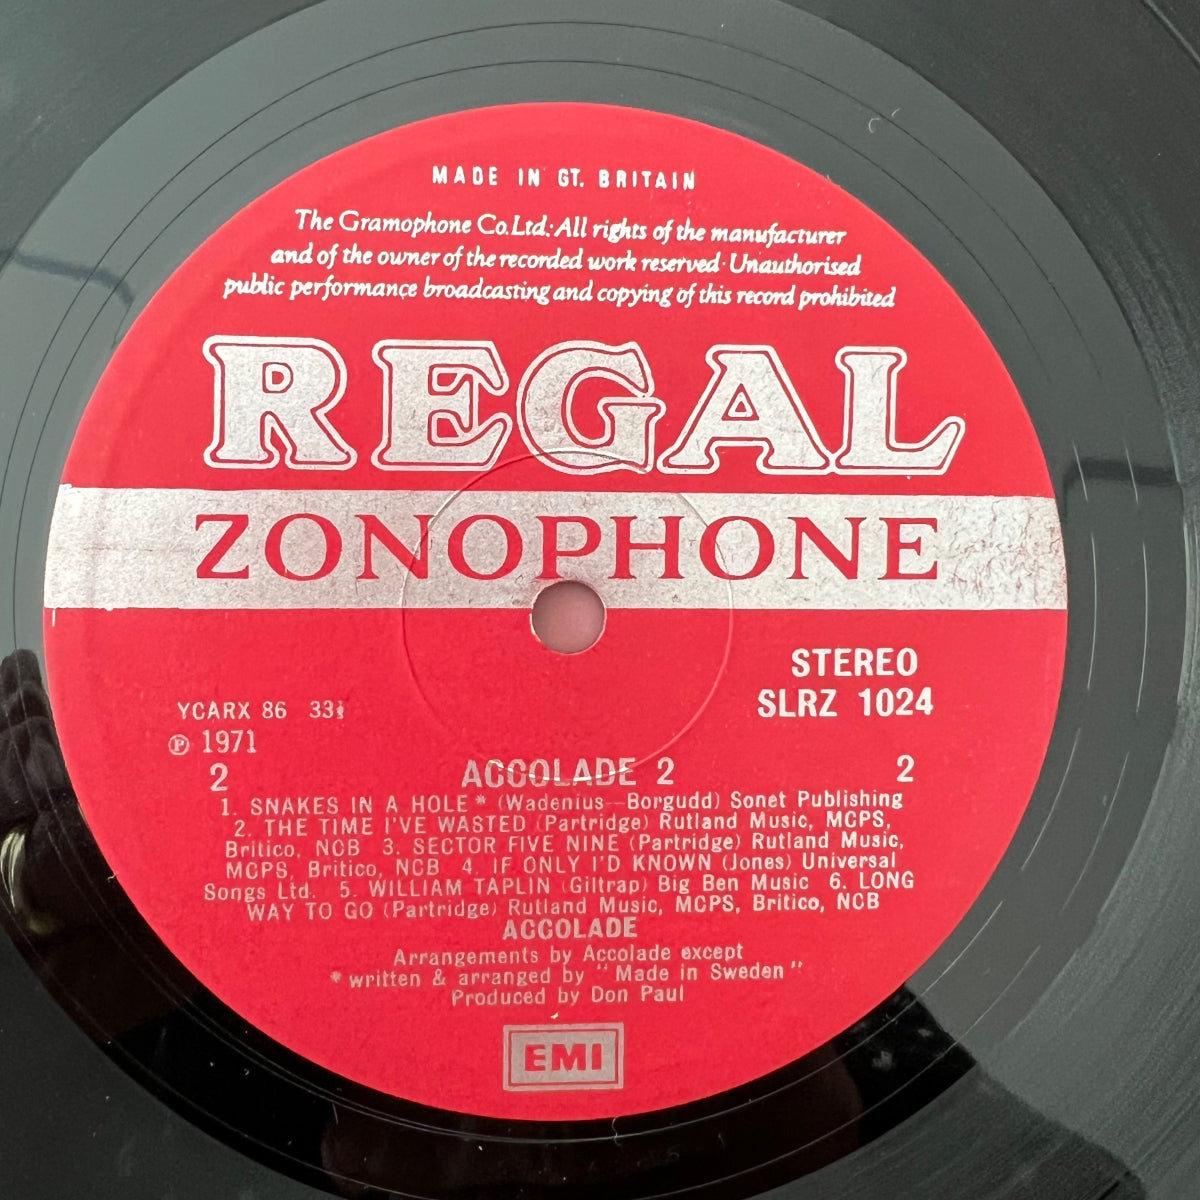 MADE IN GT. BRITAIN
The Gramophone Co.Ltd.·All rights of the manufacturer
and of the owner of the recorded work reserved·Unauthorised
public performance broadcasting and copying of this record prohibited
REGAL
ZONOPHONE
STEREO
SLRZ 1024
YCARX 86 33⅓
Ⓟ 1971
2 ACCOLADE 2 2
1. SNAKES IN A HOLE * (Wadenius—Borgudd) Sonet Publishing
2. THE TIME I'VE WASTED (Partridge) Rutland Music, MCPS,
Britico, NCB 3. SECTOR FIVE NINE (Partridge) Rutland Music,
MCPS, Britico, NCB 4. IF ONLY I'D KNOWN (Jones) Universal
Songs Ltd. 5. WILLIAM TAPLIN (Giltrap) Big Ben Music 6. LONG
WAY TO GO (Partridge) Rutland Music, MCPS, Britico, NCB
ACCOLADE
Arrangements by Accolade except
* written & arranged by "Made in Sweden"
Produced by Don Paul
EMI